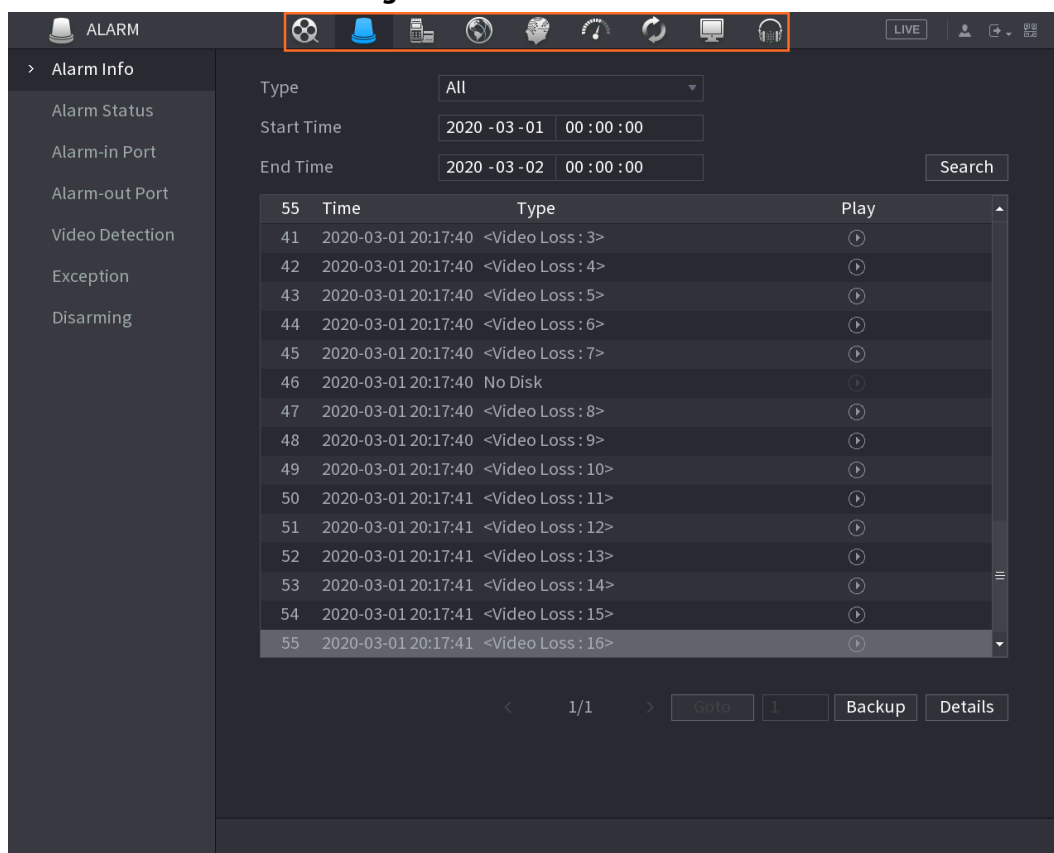 g
ALARM
LIVE
> Alarm Info
Alarm Status
Alarm-in Port
Alarm-out Port
Video Detection
Exception
Disarming
Type All
Start Time 2020 -03 -01 00 : 00 : 00
End Time 2020 -03 -02 00 : 00 : 00 Search
55 Time Type Play
41 2020-03-01 20:17:40 <Video Loss : 3>
42 2020-03-01 20:17:40 <Video Loss : 4>
43 2020-03-01 20:17:40 <Video Loss : 5>
44 2020-03-01 20:17:40 <Video Loss : 6>
45 2020-03-01 20:17:40 <Video Loss : 7>
46 2020-03-01 20:17:40 No Disk
47 2020-03-01 20:17:40 <Video Loss : 8>
48 2020-03-01 20:17:40 <Video Loss : 9>
49 2020-03-01 20:17:40 <Video Loss : 10>
50 2020-03-01 20:17:41 <Video Loss : 11>
51 2020-03-01 20:17:41 <Video Loss : 12>
52 2020-03-01 20:17:41 <Video Loss : 13>
53 2020-03-01 20:17:41 <Video Loss : 14>
54 2020-03-01 20:17:41 <Video Loss : 15>
55 2020-03-01 20:17:41 <Video Loss : 16>
< 1/1 > Goto 1 Backup Details